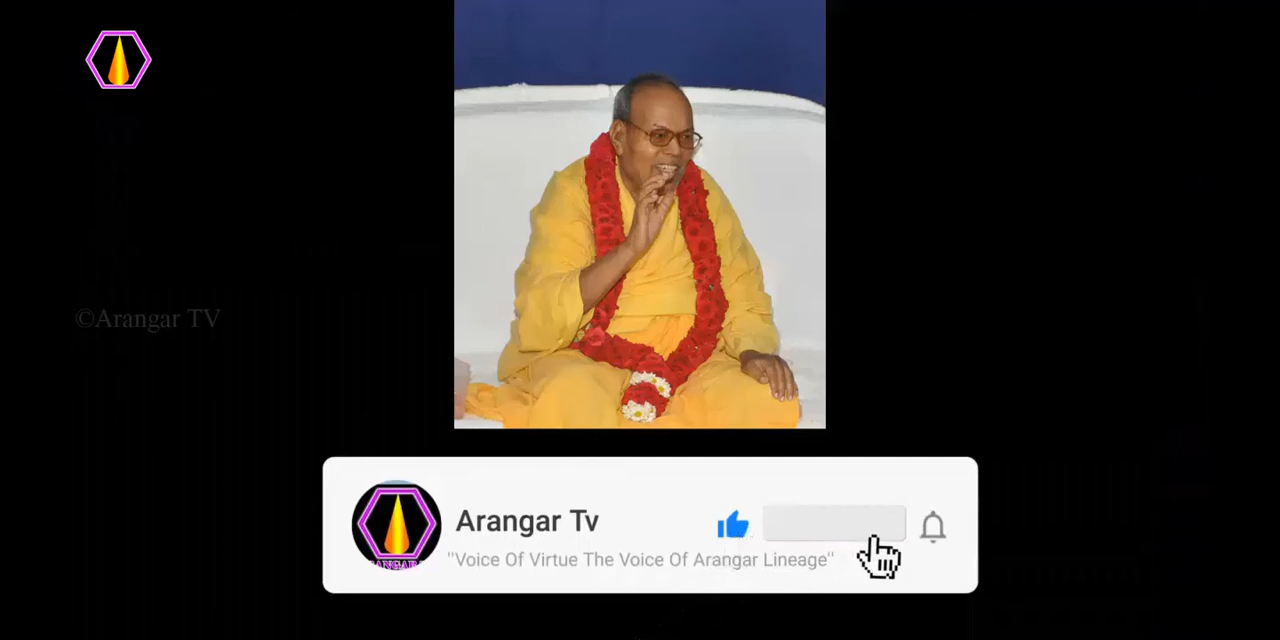 ©Arangar TV
Arangar Tv
"Voice Of Virtue The Voice Of Arangar Lineage"